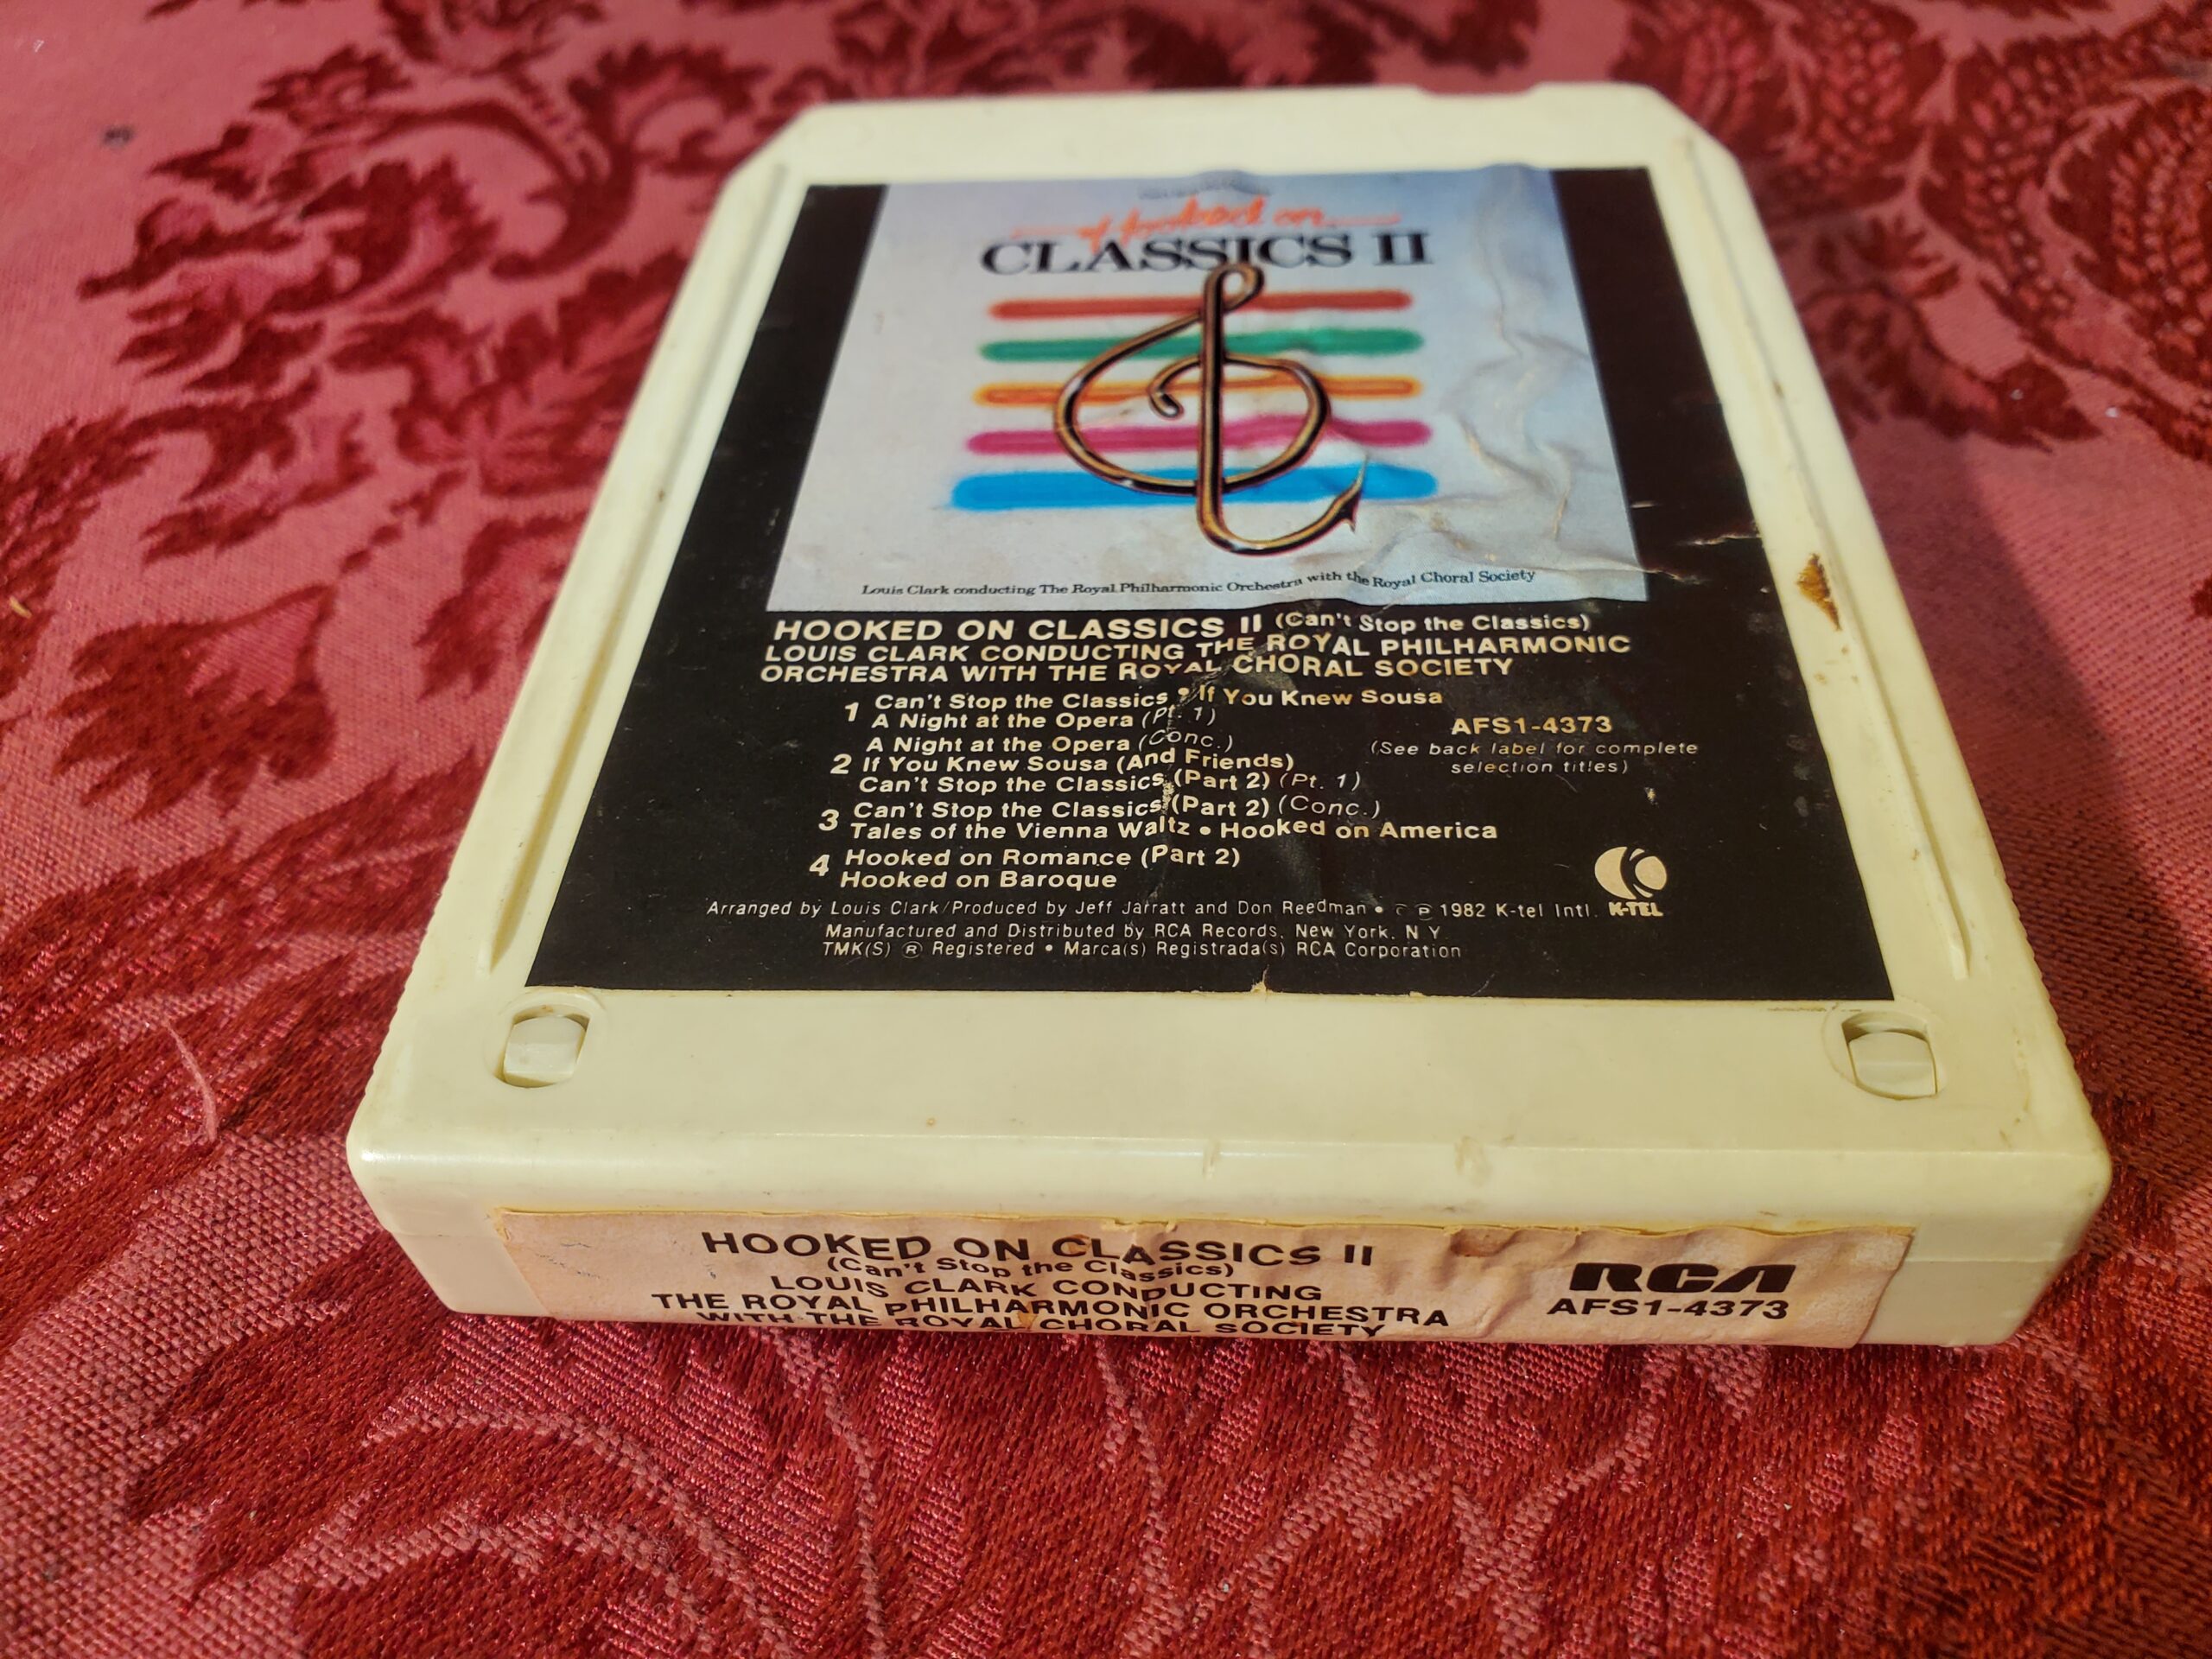 Hooked on
CLASSICS II
Louis Clark conducting The Royal Philharmonic Orchestra with the Royal Choral Society
HOOKED ON CLASSICS II (Can't Stop the Classics)
LOUIS CLARK CONDUCTING THE ROYAL PHILHARMONIC
ORCHESTRA WITH THE ROYAL CHORAL SOCIETY
1 Can't Stop the Classics • If You Knew Sousa
A Night at the Opera (Pt. 1)
A Night at the Opera (Conc.)
2 If You Knew Sousa (And Friends)
Can't Stop the Classics (Part 2) (Pt. 1)
3 Can't Stop the Classics (Part 2) (Conc.)
Tales of the Vienna Waltz • Hooked on America
4 Hooked on Romance (Part 2)
Hooked on Baroque
AFS1-4373
(See back label for complete
selection titles)
K-TEL
Arranged by Louis Clark/Produced by Jeff Jarratt and Don Reedman • © ℗ 1982 K-tel Intl.
Manufactured and Distributed by RCA Records, New York, N.Y.
TMK(S) ® Registered • Marca(s) Registrada(s) RCA Corporation
HOOKED ON CLASSICS II
(Can't Stop the Classics)
LOUIS CLARK CONDUCTING
THE ROYAL PHILHARMONIC ORCHESTRA
WITH THE ROYAL CHORAL SOCIETY
RCA
AFS1-4373